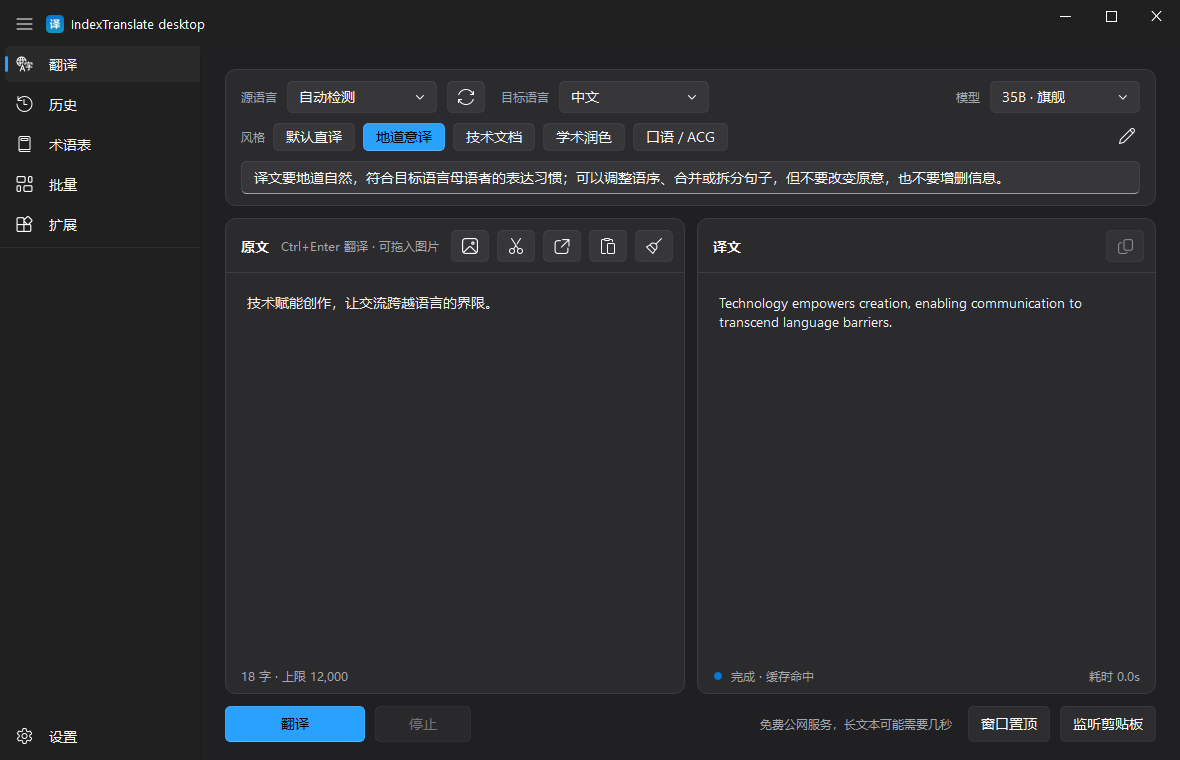 译 IndexTranslate desktop
翻译
历史
术语表
批量
扩展
设置
源语言 自动检测 目标语言 中文 模型 35B · 旗舰
风格 默认直译 地道意译 技术文档 学术润色 口语 / ACG
译文要地道自然，符合目标语言母语者的表达习惯；可以调整语序、合并或拆分句子，但不要改变原意，也不要增删信息。
原文 Ctrl+Enter 翻译 · 可拖入图片
技术赋能创作，让交流跨越语言的界限。
18 字 · 上限 12,000
译文
Technology empowers creation, enabling communication to
transcend language barriers.
完成 · 缓存命中 耗时 0.0s
翻译 停止 免费公网服务，长文本可能需要几秒 窗口置顶 监听剪贴板